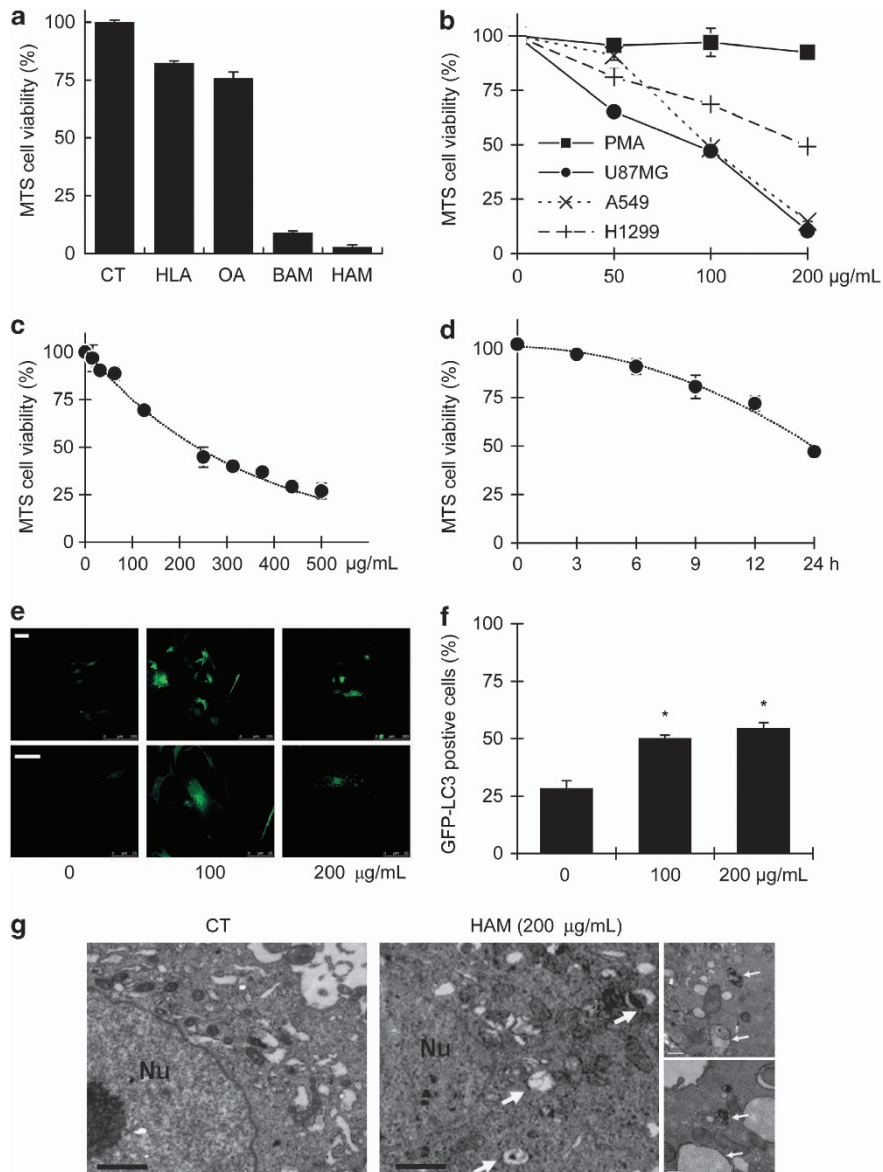 a
MTS cell viability (%)
100
75
50
25
0
CT HLA OA BAM HAM
b
MTS cell viability (%)
100
75
50
25
0
PMA
U87MG
A549
H1299
0 50 100 200 µg/mL
c
MTS cell viability (%)
100
75
50
25
0
0 100 200 300 400 500 µg/mL
d
MTS cell viability (%)
100
75
50
25
0
0 3 6 9 12 24 h
e
0 100 200 µg/mL
f
GFP-LC3 postive cells (%)
100
75
50
25
0
* *
0 100 200 µg/mL
g
CT HAM (200 µg/mL)
Nu Nu